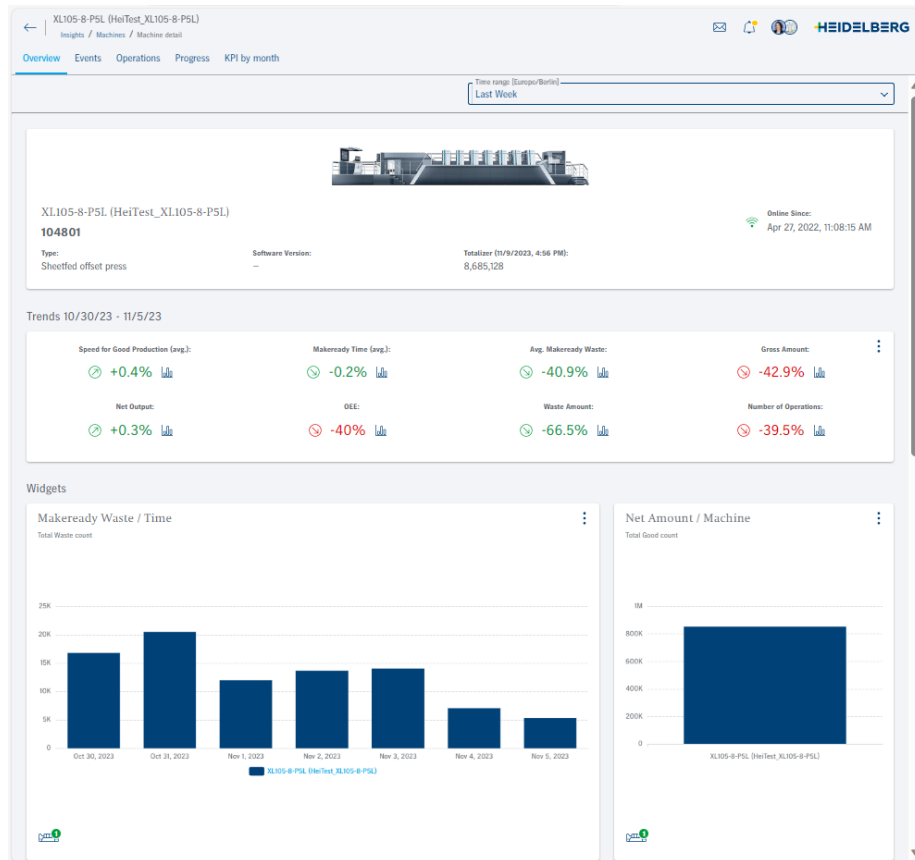 XL105-8-P5L (HeiTest_XL105-8-P5L)
Insights / Machines / Machine detail
HEIDELBERG
Overview Events Operations Progress KPI by month
Time range [Europe/Berlin]
Last Week
XL105-8-P5L (HeiTest_XL105-8-P5L)
104801
Online Since:
Apr 27, 2022, 11:08:15 AM
Type: Software Version: Totalizer (11/9/2023, 4:56 PM):
Sheetfed offset press – 8,685,128
Trends 10/30/23 - 11/5/23
Speed for Good Production (avg.): Makeready Time (avg.): Avg. Makeready Waste: Gross Amount:
+0.4% -0.2% -40.9% -42.9%
Net Output: OEE: Waste Amount: Number of Operations:
+0.3% -40% -66.5% -39.5%
Widgets
Makeready Waste / Time
Total Waste count
25K
20K
15K
10K
5K
0
Oct 30, 2023 Oct 31, 2023 Nov 1, 2023 Nov 2, 2023 Nov 3, 2023 Nov 4, 2023 Nov 5, 2023
XL105-8-P5L (HeiTest_XL105-8-P5L)
1
Net Amount / Machine
Total Good count
1M
800K
600K
400K
200K
0
XL105-8-P5L (HeiTest_XL105-8-P5L)
1